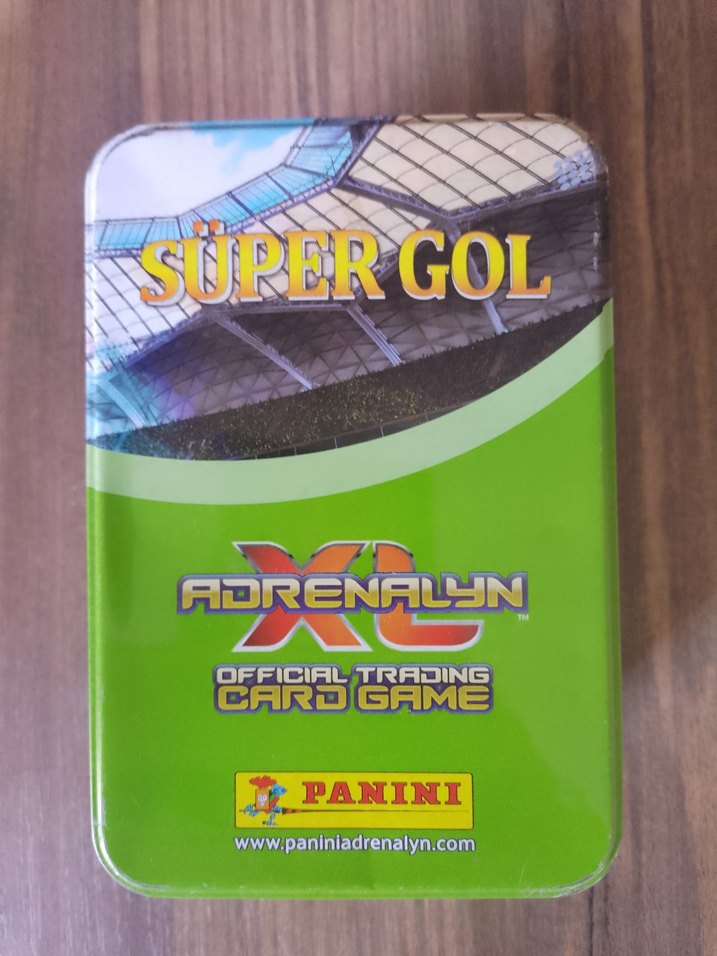 SÜPER GOL
ADRENALYN
XL
™
OFFICIAL TRADING
CARD GAME
PANINI
www.paniniadrenalyn.com